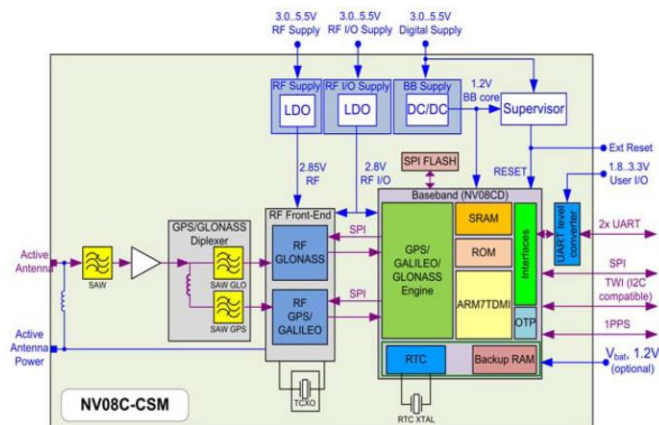 3.0..5.5V
RF Supply
3.0..5.5V
RF I/O Supply
3.0..5.5V
Digital Supply
RF Supply
LDO
RF I/O Supply
LDO
BB Supply
DC/DC
1.2V
BB core
Supervisor
Ext Reset
2.85V
RF
2.8V
RF I/O
SPI FLASH
RESET
1.8..3.3V
User I/O
Baseband (NV08CD)
UART level
converter
GPS/GLONASS
Diplexer
RF Front-End
SPI
SRAM
Interfaces
2x UART
Active
Antenna
SAW
SAW GLO
RF
GLONASS
GPS/
GALILEO/
GLONASS
Engine
ROM
SPI
TWI (I2C
compatible)
SPI
ARM7TDMI
SAW GPS
RF
GPS/
GALILEO
OTP
1PPS
Active
Antenna
Power
RTC
Backup RAM
Vbat, 1.2V
(optional)
TCXO
RTC XTAL
NV08C-CSM